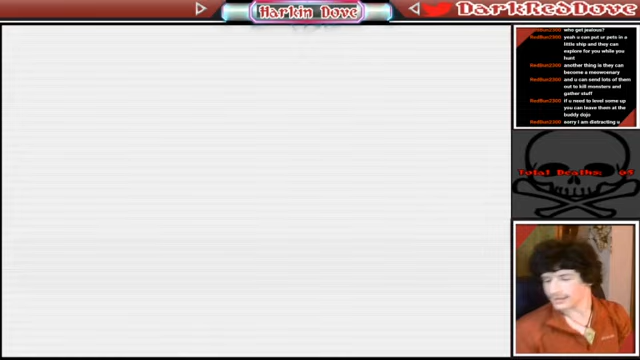 Harkin Dove
DarkRedDove
who get jealous?
RedBun2300 yeah u can put ur pets in a
little ship and they can
explore for you while you
hunt
RedBun2300 another thing is they can
become a meercenary
RedBun2300 and u can send lots of them
out to kill monsters and
gather stuff
RedBun2300 if u need to level some up
you can leave them at the
buddy dojo
RedBun2300 sorry I am distracting u
Total Deaths: 65